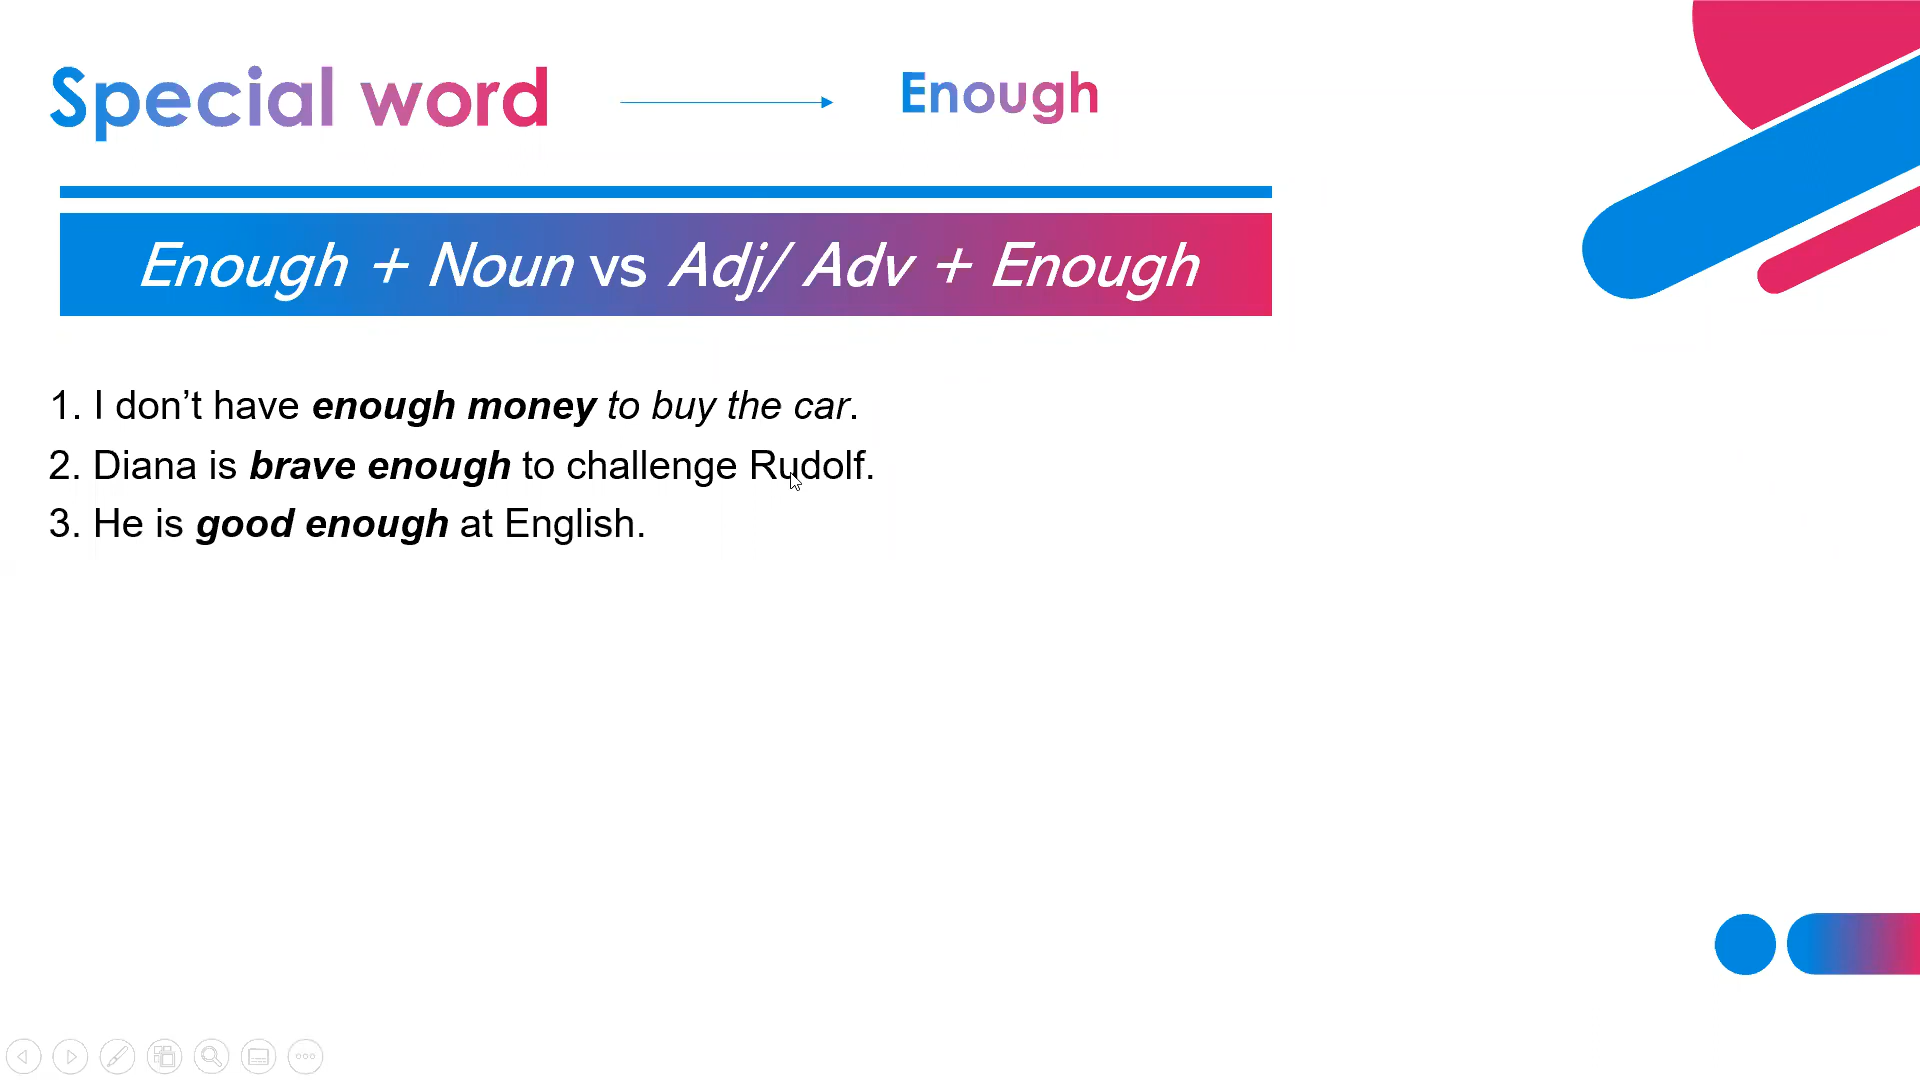 Special word
Enough
Enough + Noun vs Adj/ Adv + Enough
1. I don’t have enough money to buy the car.
2. Diana is brave enough to challenge Rudolf.
3. He is good enough at English.